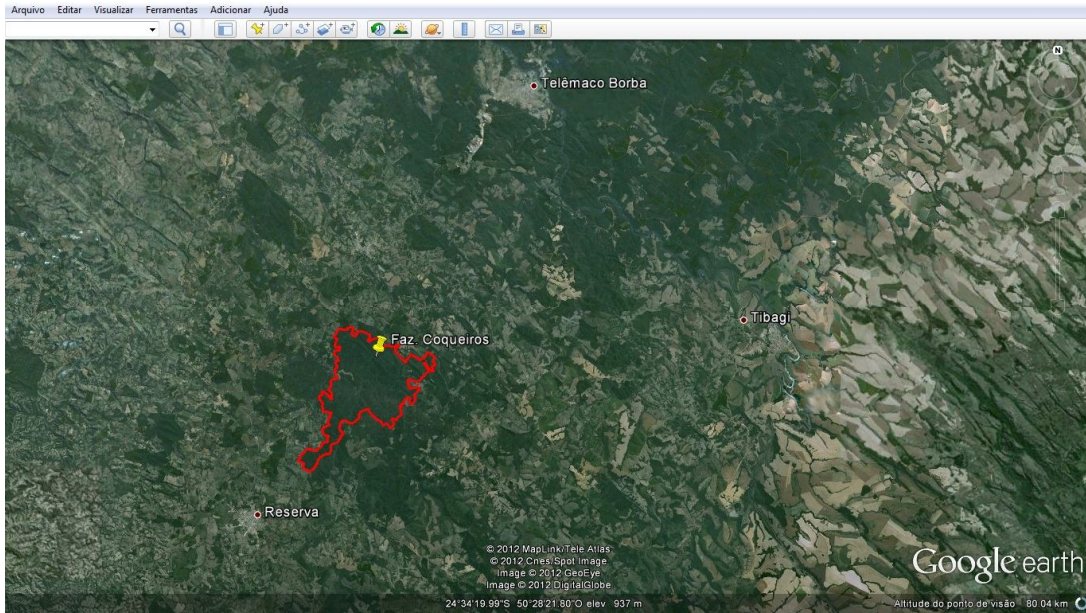 Arquivo Editar Visualizar Ferramentas Adicionar Ajuda
N
Telêmaco Borba
Tibagi
Faz. Coqueiros
Reserva
© 2012 MapLink/Tele Atlas
© 2012 Cnes/Spot Image
Image © 2012 GeoEye
Image © 2012 DigitalGlobe
Google earth
24°34'19.99"S 50°28'21.80"O elev 937 m
Altitude do ponto de visão 80.04 km